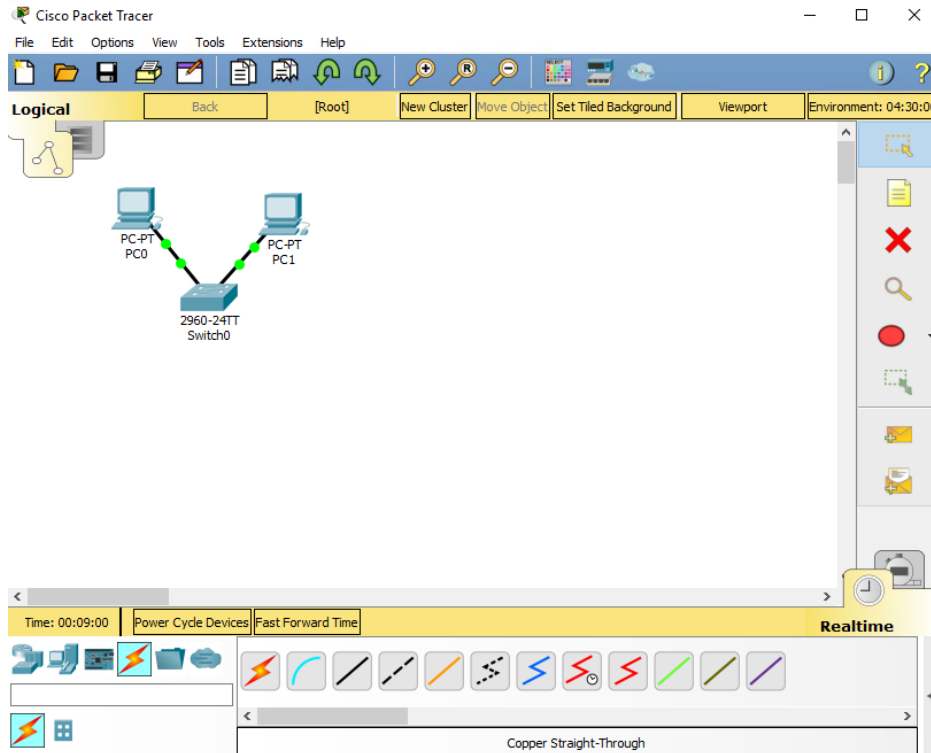 Cisco Packet Tracer
File Edit Options View Tools Extensions Help
Logical Back [Root] New Cluster Move Object Set Tiled Background Viewport Environment: 04:30:0
PC-PT
PC0
PC-PT
PC1
2960-24TT
Switch0
Time: 00:09:00 Power Cycle Devices Fast Forward Time Realtime
Copper Straight-Through